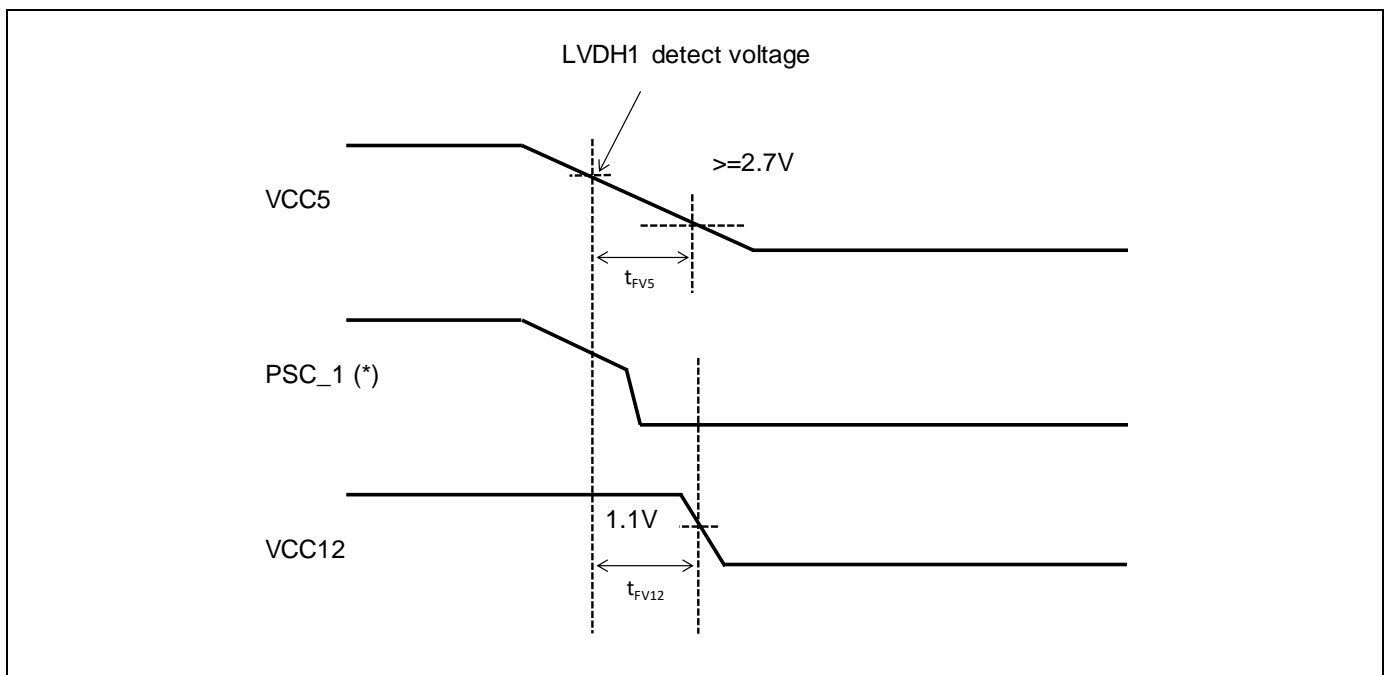 LVDH1 detect voltage
>=2.7V
VCC5
tFV5
PSC_1 (*)
1.1V
VCC12
tFV12